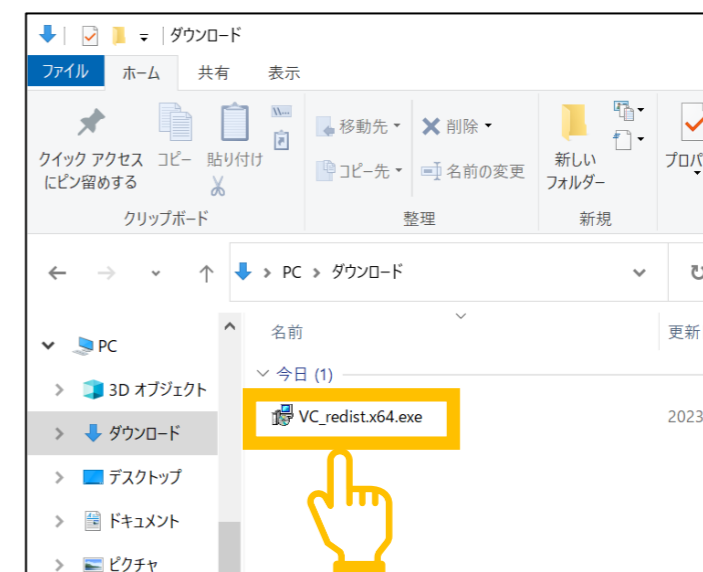 ダウンロード
ファイル ホーム 共有 表示
クイック アクセス
にピン留めする
コピー
貼り付け
移動先
コピー先
削除
名前の変更
新しい
フォルダー
プロパ
クリップボード 整理 新規
PC ダウンロード
名前 更新
PC
今日 (1)
3D オブジェクト
VC_redist.x64.exe 2023
ダウンロード
デスクトップ
ドキュメント
ピクチャ